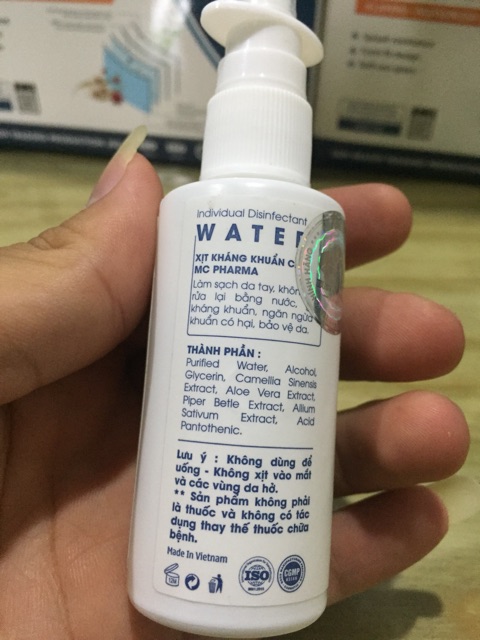 Individual Disinfectant
WATER
XỊT KHÁNG KHUẨN C
MC PHARMA
Làm sạch da tay, khôn
rửa lại bằng nước,
kháng khuẩn, ngăn ngừa
khuẩn có hại, bảo vệ da.
THÀNH PHẦN :
Purified Water, Alcohol,
Glycerin, Camellia Sinensis
Extract, Aloe Vera Extract,
Piper Betle Extract, Allium
Sativum Extract, Acid
Pantothenic.
Lưu ý : Không dùng để
uống - Không xịt vào mắt
và các vùng da hở.
** Sản phẩm không phải
là thuốc và không có tác
dụng thay thế thuốc chữa
bệnh.
Made In Vietnam
12M
ISO
CGMP